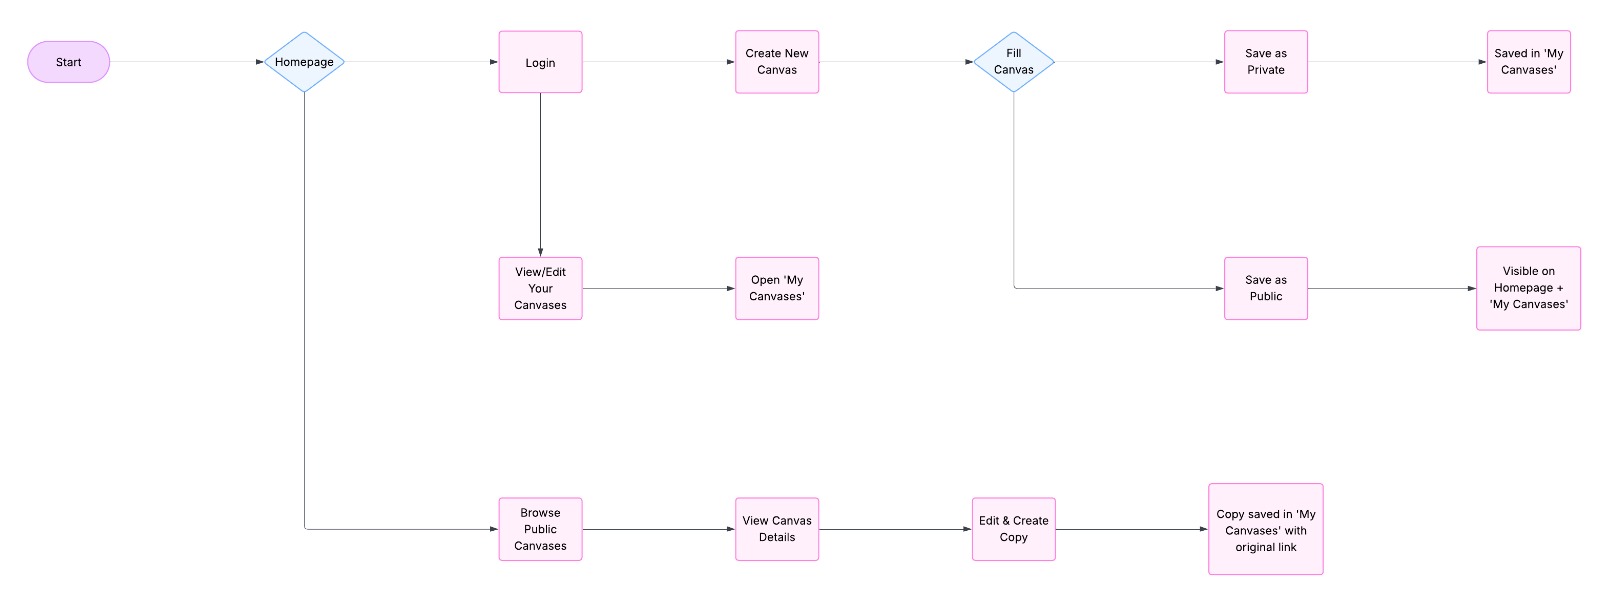 Start
Homepage
Login
Create New
Canvas
Fill
Canvas
Save as
Private
Saved in 'My
Canvases'
View/Edit
Your
Canvases
Open 'My
Canvases'
Save as
Public
Visible on
Homepage +
'My Canvases'
Browse
Public
Canvases
View Canvas
Details
Edit & Create
Copy
Copy saved in 'My
Canvases' with
original link